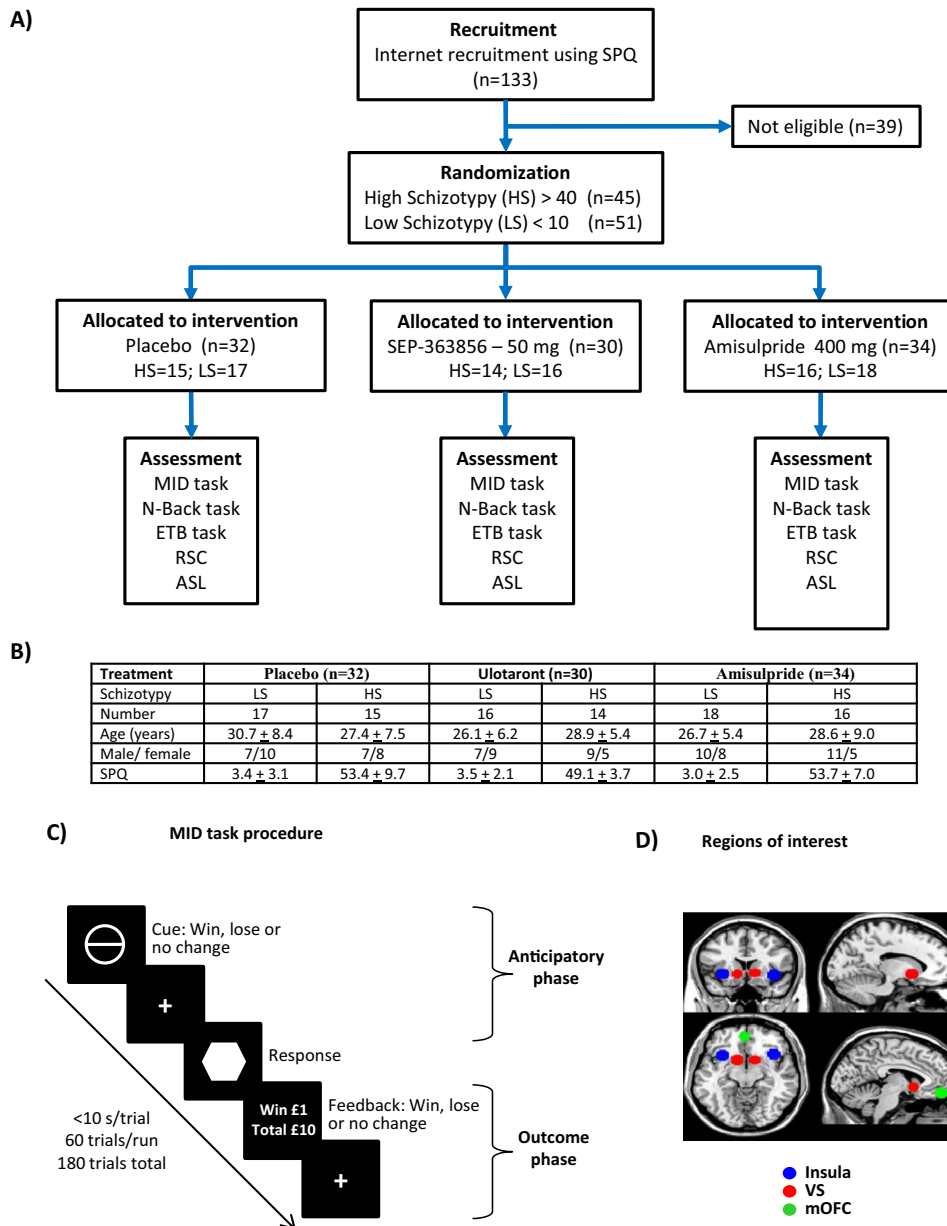 A)
Recruitment
Internet recruitment using SPQ
(n=133)
Not eligible (n=39)
Randomization
High Schizotypy (HS) > 40 (n=45)
Low Schizotypy (LS) < 10 (n=51)
Allocated to intervention
Placebo (n=32)
HS=15; LS=17
Allocated to intervention
SEP-363856 – 50 mg (n=30)
HS=14; LS=16
Allocated to intervention
Amisulpride 400 mg (n=34)
HS=16; LS=18
Assessment
MID task
N-Back task
ETB task
RSC
ASL
Assessment
MID task
N-Back task
ETB task
RSC
ASL
Assessment
MID task
N-Back task
ETB task
RSC
ASL
B)
Treatment Placebo (n=32) Ulotaront (n=30) Amisulpride (n=34)
Schizotypy LS HS LS HS LS HS
Number 17 15 16 14 18 16
Age (years) 30.7 ± 8.4 27.4 ± 7.5 26.1 ± 6.2 28.9 ± 5.4 26.7 ± 5.4 28.6 ± 9.0
Male/ female 7/10 7/8 7/9 9/5 10/8 11/5
SPQ 3.4 ± 3.1 53.4 ± 9.7 3.5 ± 2.1 49.1 ± 3.7 3.0 ± 2.5 53.7 ± 7.0
C) MID task procedure
Cue: Win, lose or
no change
Anticipatory
phase
+
Response
Win £1
Total £10
Feedback: Win, lose
or no change
Outcome
phase
+
<10 s/trial
60 trials/run
180 trials total
D) Regions of interest
Insula
VS
mOFC